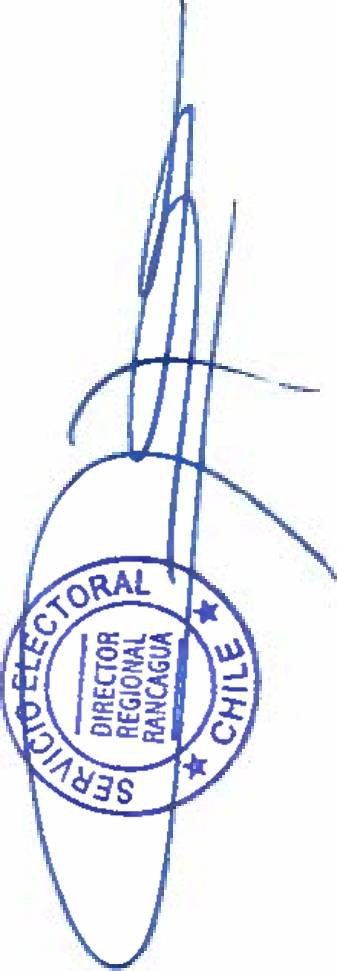 SERVICIO ELECTORAL
DIRECTOR
REGIONAL
RANCAGUA
★ CHILE ★